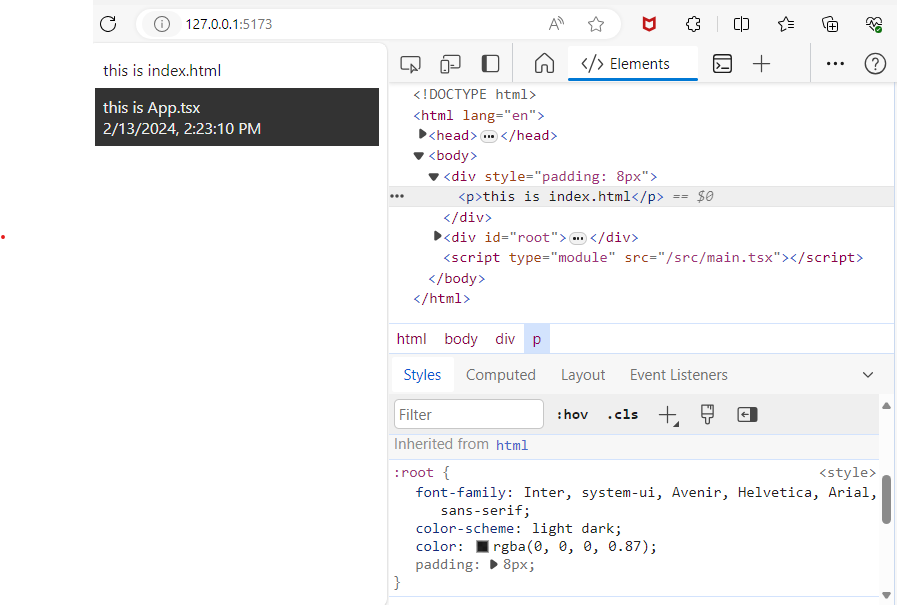 127.0.0.1:5173
this is index.html
this is App.tsx
2/13/2024, 2:23:10 PM
</> Elements
<!DOCTYPE html>
<html lang="en">
<head> ••• </head>
<body>
<div style="padding: 8px">
••• <p>this is index.html</p> == $0
</div>
<div id="root"> ••• </div>
<script type="module" src="/src/main.tsx"></script>
</body>
</html>
html body div p
Styles Computed Layout Event Listeners
Filter :hov .cls
Inherited from html
:root { <style>
font-family: Inter, system-ui, Avenir, Helvetica, Arial,
sans-serif;
color-scheme: light dark;
color: rgba(0, 0, 0, 0.87);
padding: 8px;
}